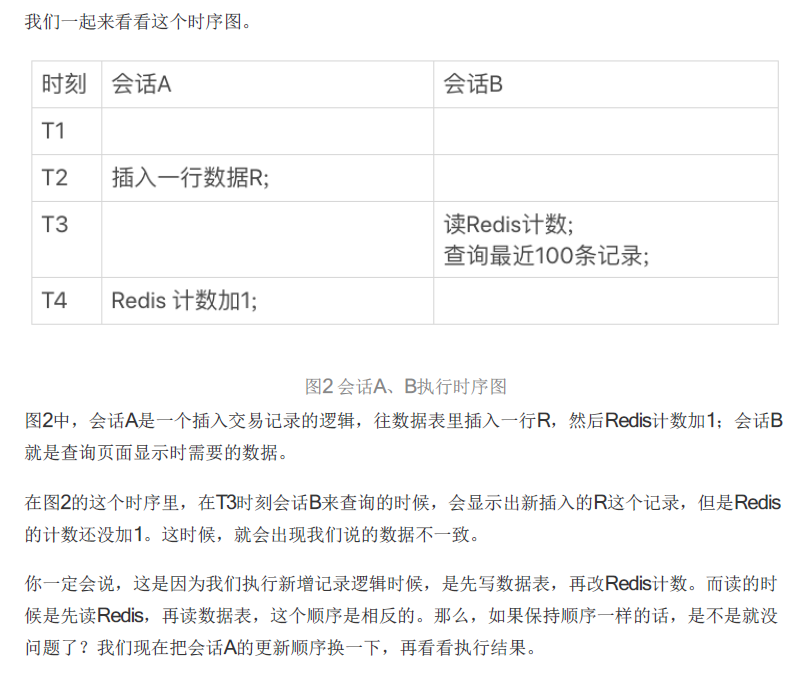 我们一起来看看这个时序图。
时刻 会话A 会话B
T1
T2 插入一行数据R;
T3 读Redis计数;
查询最近100条记录;
T4 Redis 计数加1;
图2 会话A、B执行时序图
图2中，会话A是一个插入交易记录的逻辑，往数据表里插入一行R，然后Redis计数加1；会话B
就是查询页面显示时需要的数据。
在图2的这个时序里，在T3时刻会话B来查询的时候，会显示出新插入的R这个记录，但是Redis
的计数还没加1。这时候，就会出现我们说的数据不一致。
你一定会说，这是因为我们执行新增记录逻辑时候，是先写数据表，再改Redis计数。而读的时
候是先读Redis，再读数据表，这个顺序是相反的。那么，如果保持顺序一样的话，是不是就没
问题了？我们现在把会话A的更新顺序换一下，再看看执行结果。